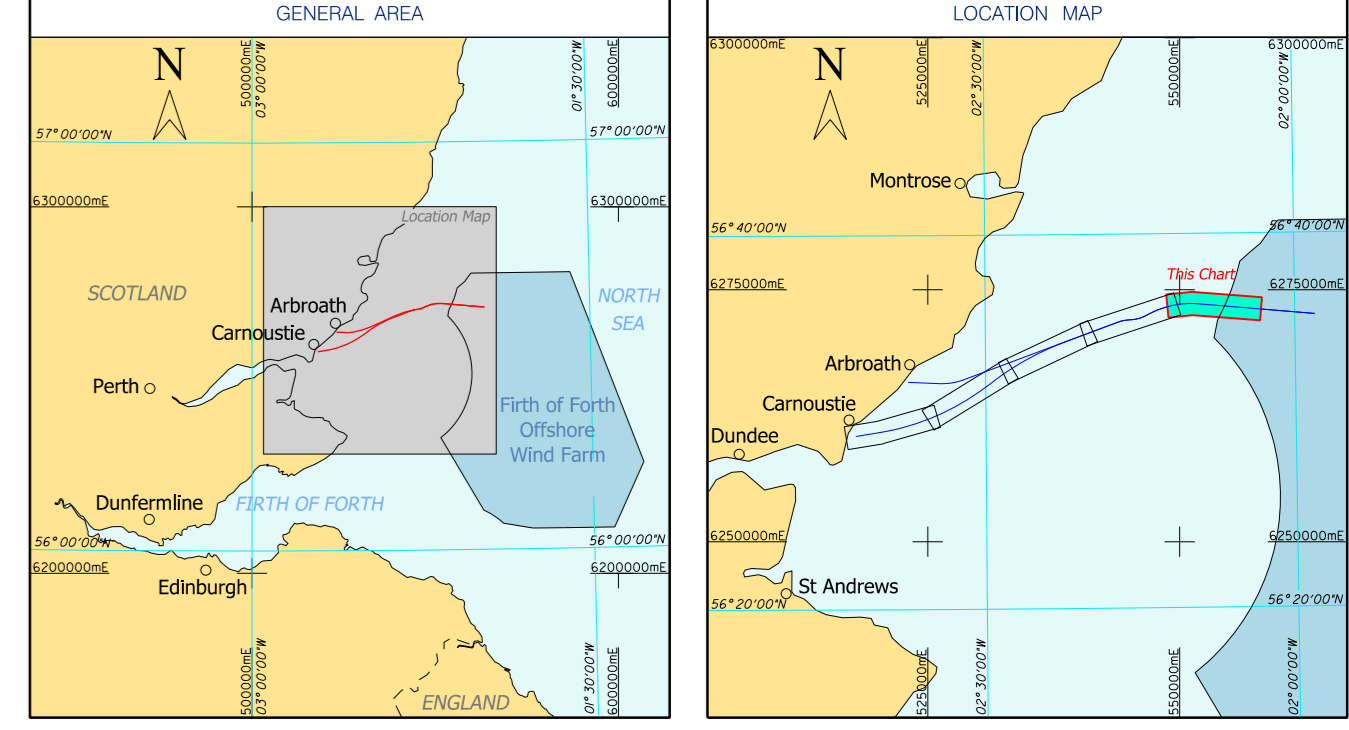 GENERAL AREA
N
500000mE
03° 00'00"W
01° 30'00"W
600000mE
57° 00'00"N
57° 00'00"N
6300000mE
6300000mE
Location Map
SCOTLAND
NORTH
SEA
Arbroath
Carnoustie
Perth
Firth of Forth
Offshore
Wind Farm
Dunfermline
FIRTH OF FORTH
56° 00'00"N
56° 00'00"N
6200000mE
6200000mE
Edinburgh
500000mE
03° 00'00"W
01° 30'00"W
600000mE
ENGLAND
LOCATION MAP
6300000mE
6300000mE
N
525000mE
02° 30'00"W
550000mE
02° 00'00"W
Montrose
56° 40'00"N
56° 40'00"N
This Chart
6275000mE
6275000mE
Arbroath
Carnoustie
Dundee
6250000mE
6250000mE
St Andrews
56° 20'00"N
56° 20'00"N
525000mE
02° 30'00"W
550000mE
02° 00'00"W